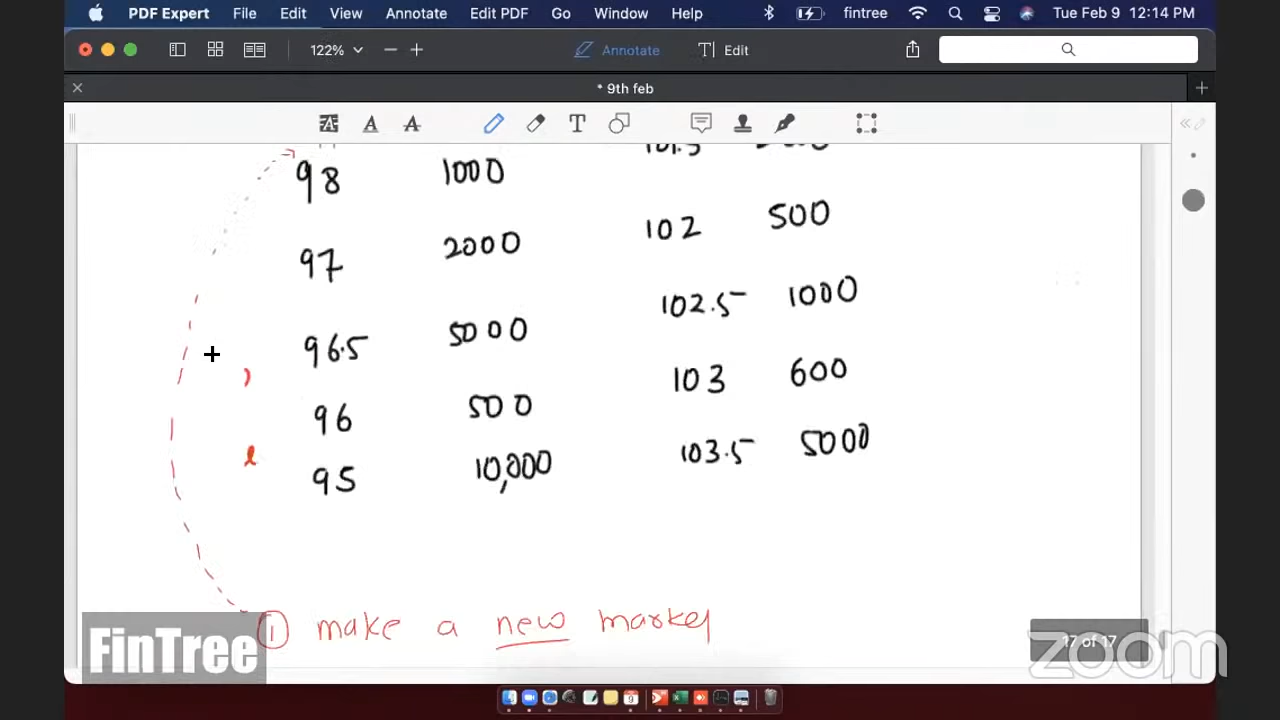 PDF Expert File Edit View Annotate Edit PDF Go Window Help fintree Tue Feb 9 12:14 PM
122% Annotate T Edit
* 9th feb
98 1000
97 2000 102 500
96.5 5000 102.5 1000
96 500 103 600
95 10,000 103.5 5000
1 make a new market
FinTree
17 of 17
zoom